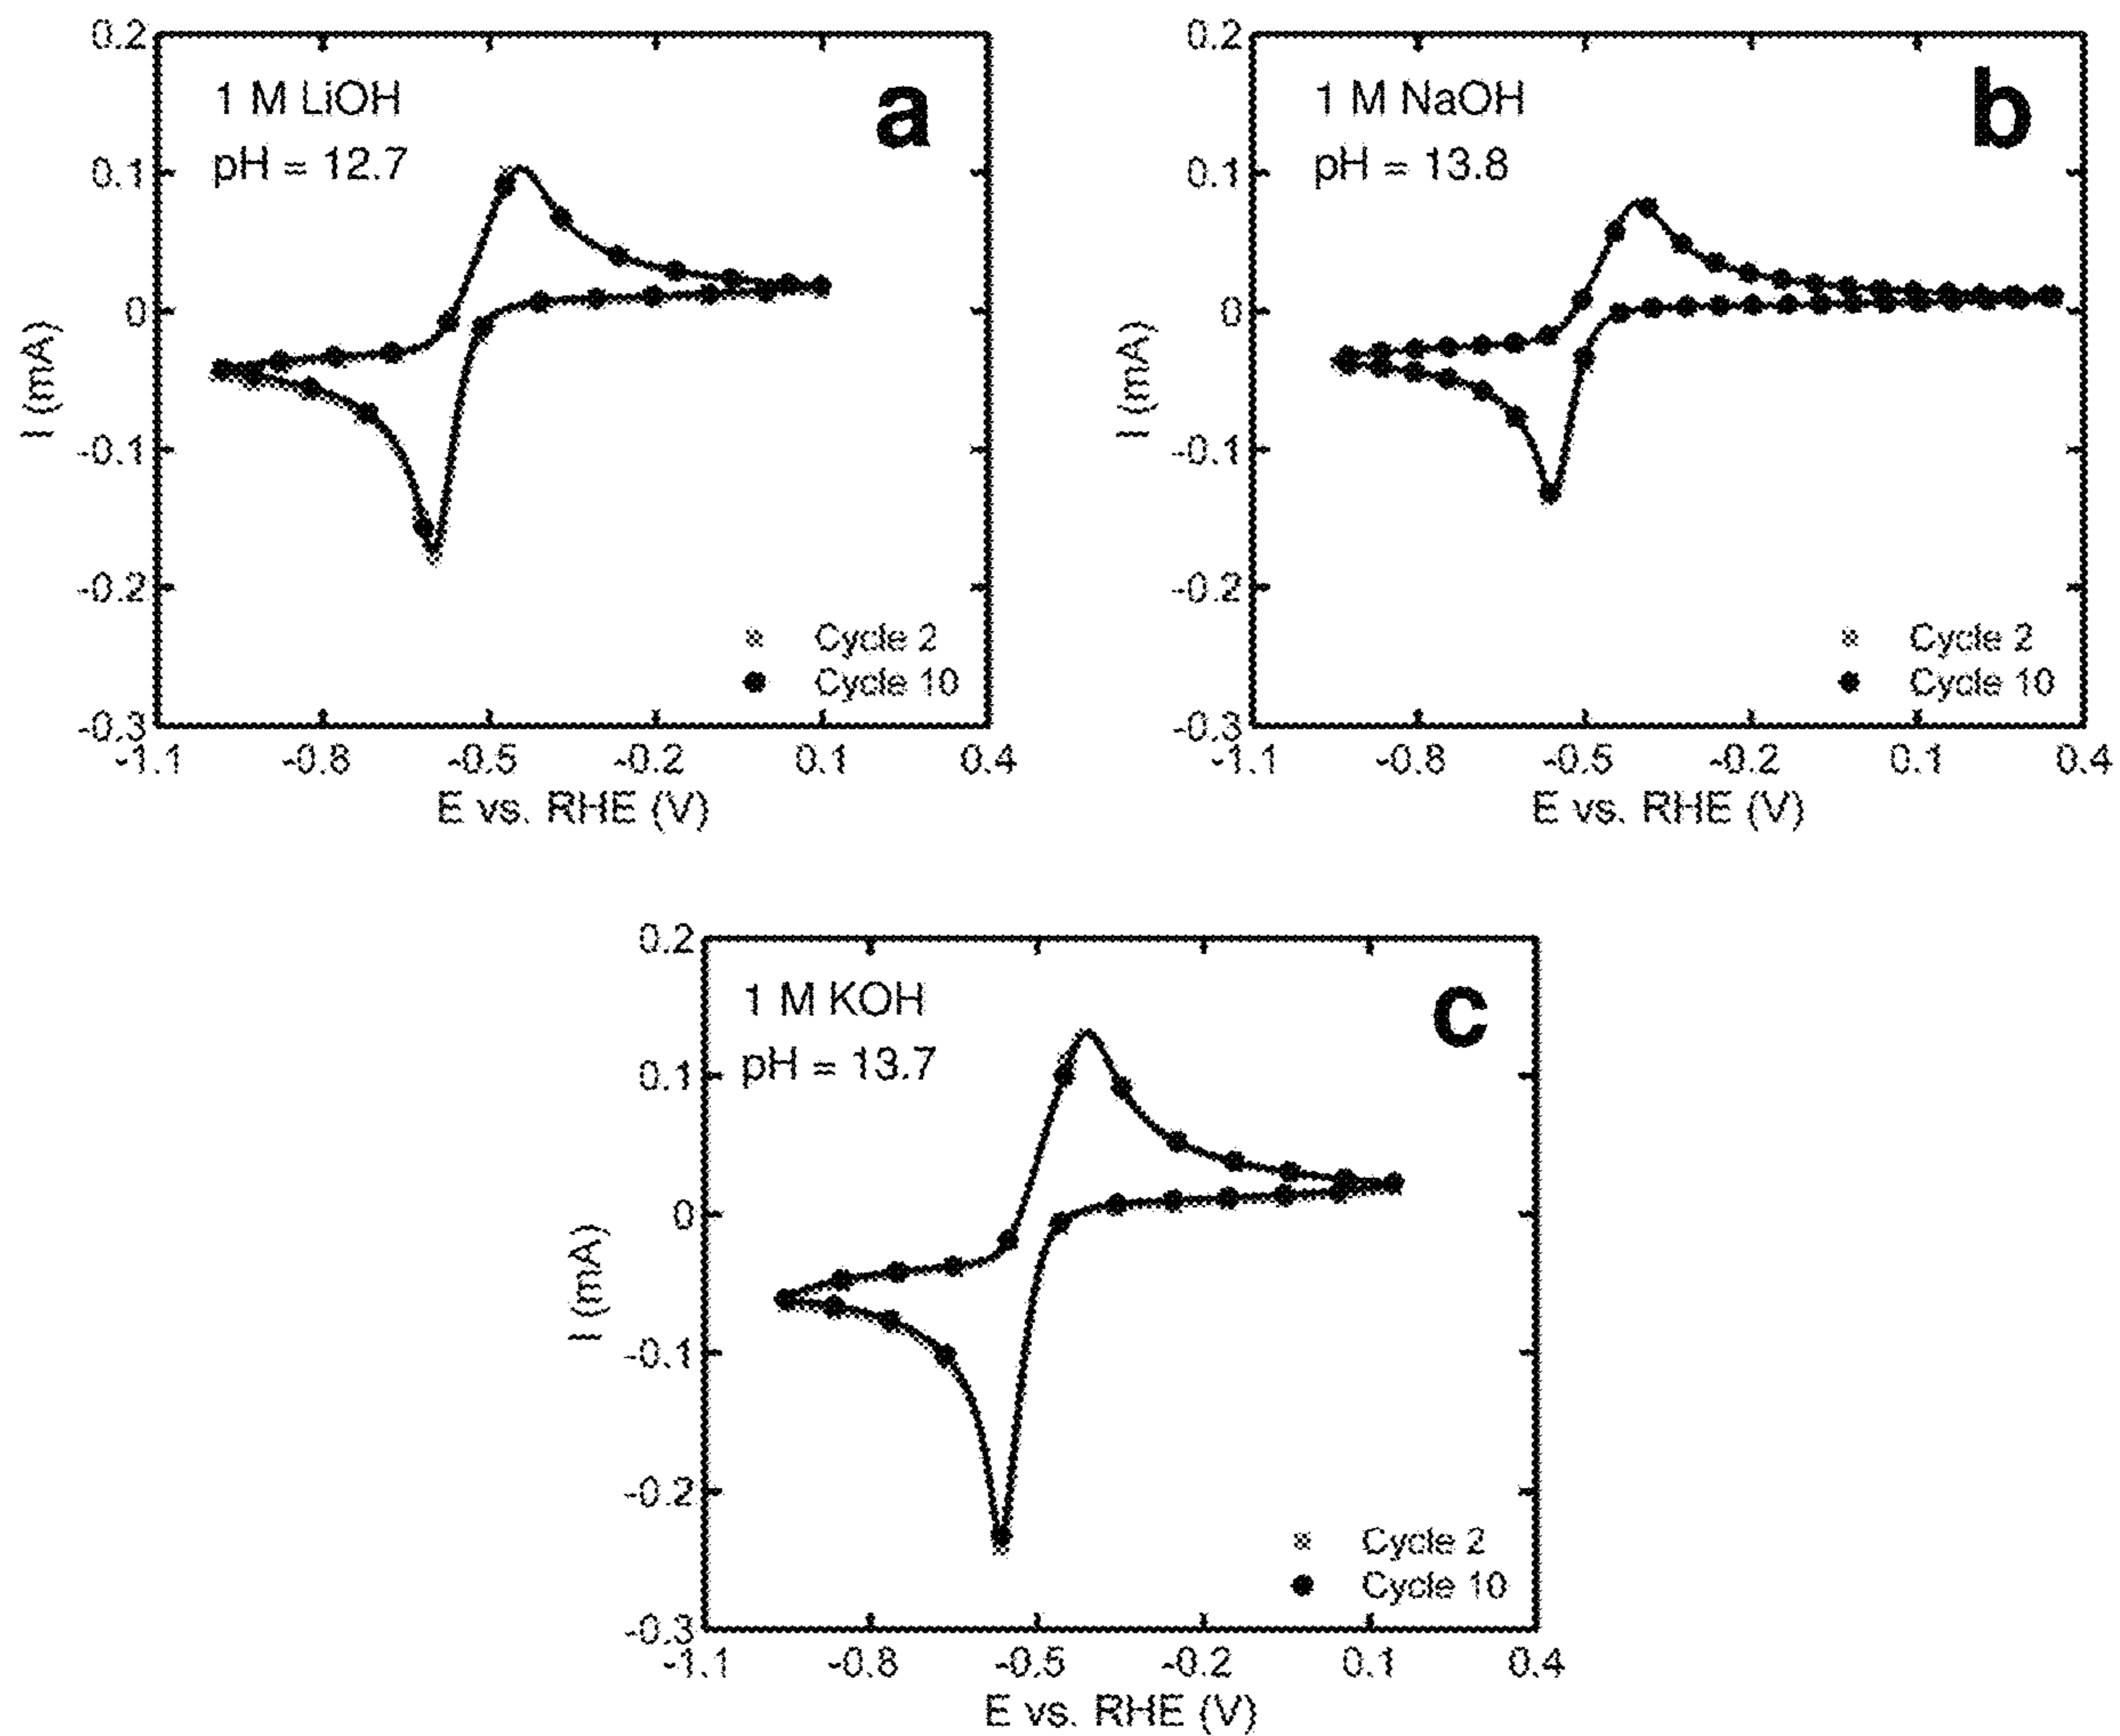 a
1 M LiOH
pH = 12.7
0.2
0.1
0
-0.1
-0.2
-0.3
I (mA)
Cycle 2
Cycle 10
-1.1 -0.8 -0.5 -0.2 0.1 0.4
E vs. RHE (V)
b
1 M NaOH
pH = 13.8
0.2
0.1
0
-0.1
-0.2
-0.3
I (mA)
Cycle 2
Cycle 10
-1.1 -0.8 -0.5 -0.2 0.1 0.4
E vs. RHE (V)
c
1 M KOH
pH = 13.7
0.2
0.1
0
-0.1
-0.2
-0.3
I (mA)
Cycle 2
Cycle 10
-1.1 -0.8 -0.5 -0.2 0.1 0.4
E vs. RHE (V)